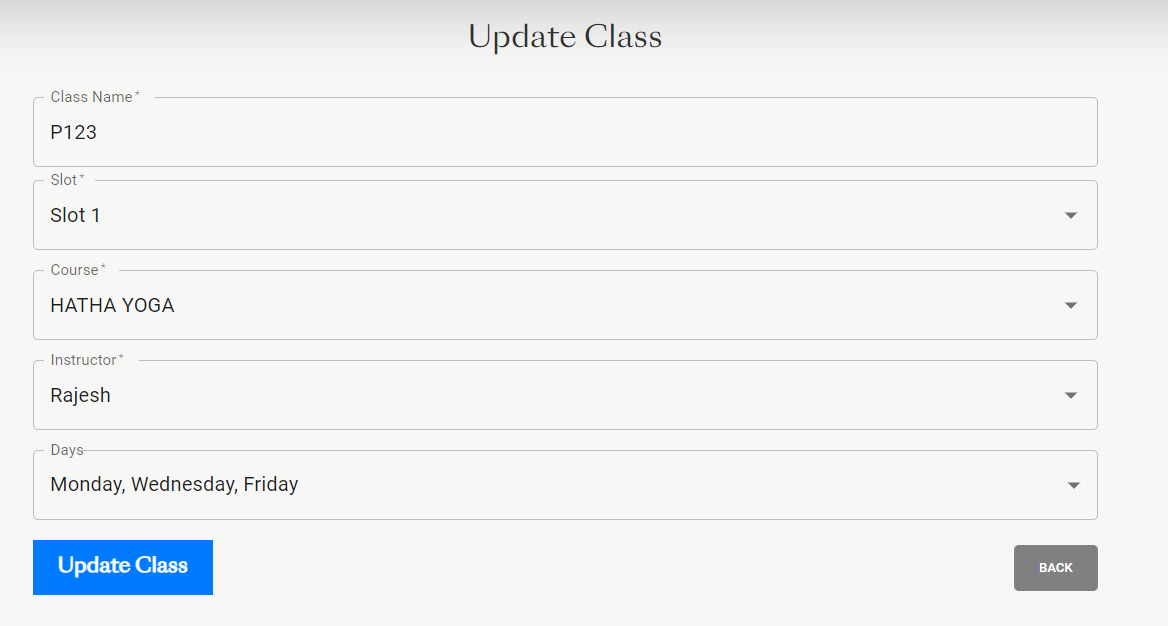 Update Class
Class Name *
P123
Slot *
Slot 1
Course *
HATHA YOGA
Instructor *
Rajesh
Days
Monday, Wednesday, Friday
Update Class
BACK